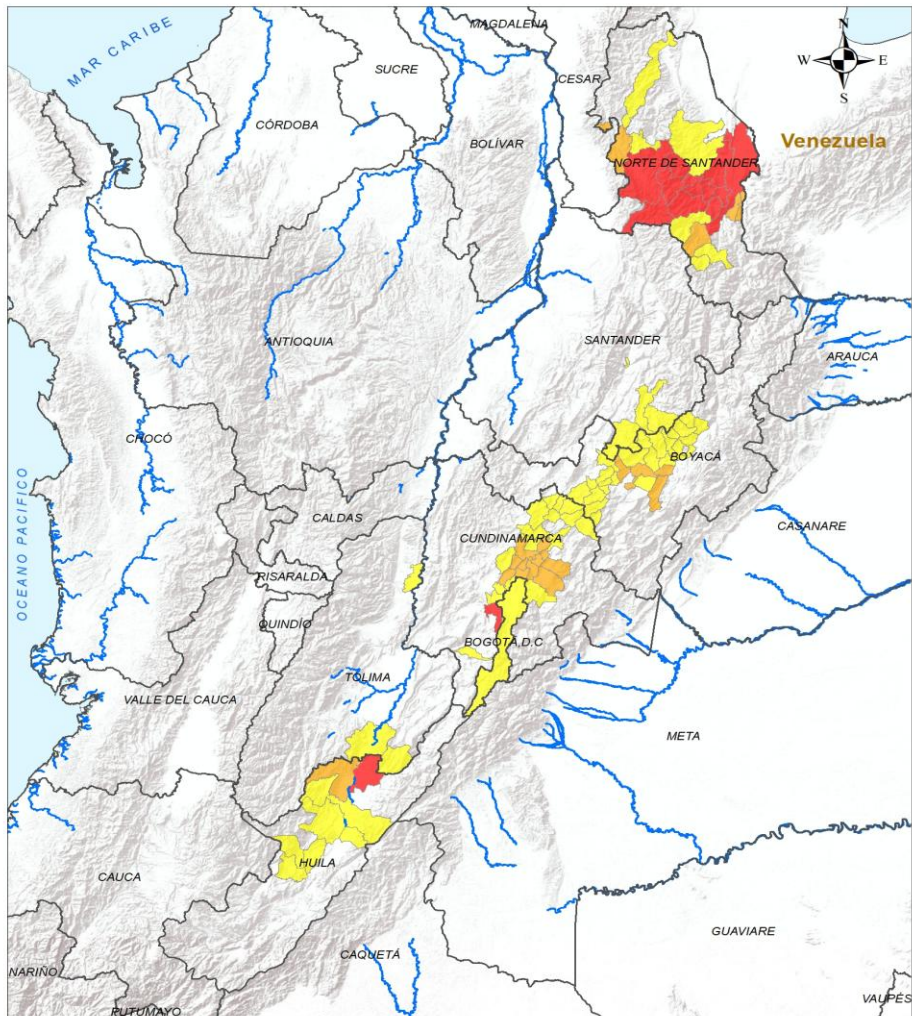 MAGDALENA
N
MAR CARIBE
SUCRE
CESAR
W
E
S
CÓRDOBA
BOLÍVAR
Venezuela
NORTE DE SANTANDER
ANTIOQUIA
SANTANDER
ARAUCA
CHOCÓ
BOYACÁ
CALDAS
CASANARE
CUNDINAMARCA
OCEANO PACIFICO
RISARALDA
QUINDÍO
BOGOTÁ,D.C
TOLIMA
VALLE DEL CAUCA
META
HUILA
CAUCA
GUAVIARE
CAQUETÁ
NARIÑO
VAUPÉS
PUTUMAYO